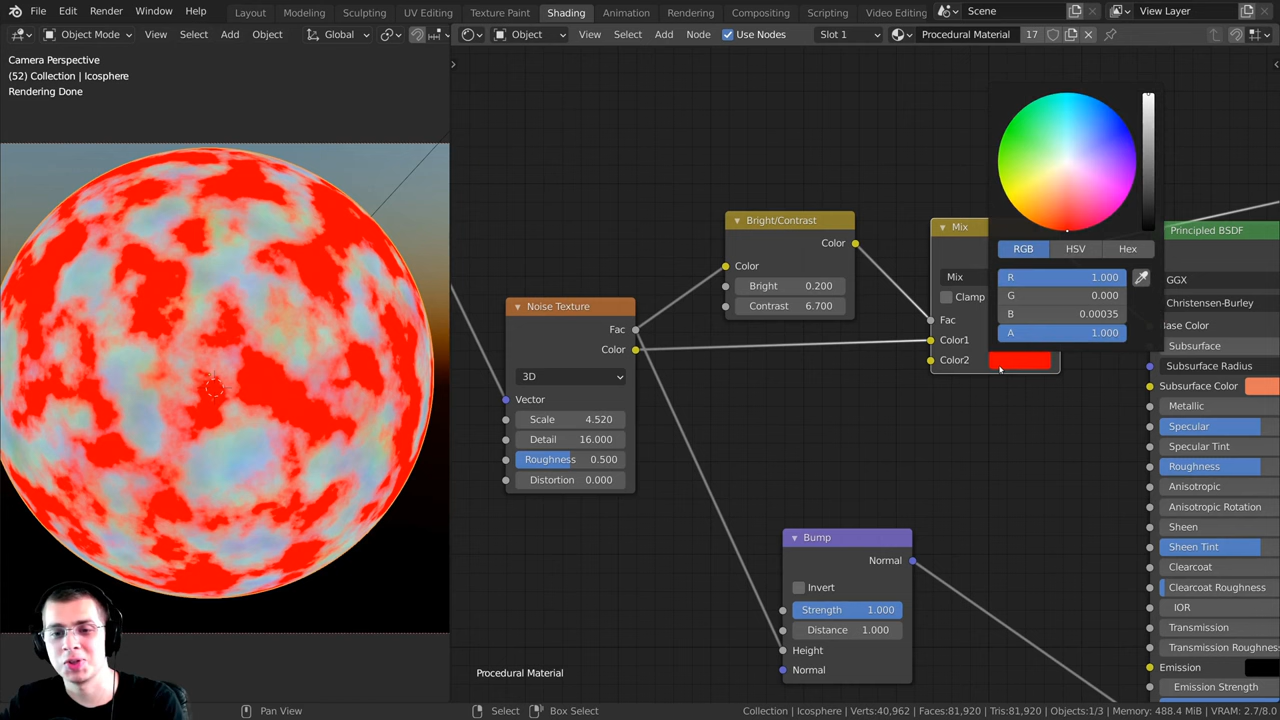 File Edit Render Window Help Layout Modeling Sculpting UV Editing Texture Paint Shading Animation Rendering Compositing Scripting Video Editing Scene View Layer
Object Mode View Select Add Object Global Object View Select Add Node Use Nodes Slot 1 Procedural Material 17
Camera Perspective
(52) Collection | Icosphere
Rendering Done
Noise Texture
Fac
Color
3D
Vector
Scale 4.520
Detail 16.000
Roughness 0.500
Distortion 0.000
Bright/Contrast
Color
Color
Bright 0.200
Contrast 6.700
Mix
Mix
Clamp
Fac
Color1
Color2
RGB HSV Hex
R 1.000
G 0.000
B 0.00035
A 1.000
Bump
Normal
Invert
Strength 1.000
Distance 1.000
Height
Normal
Principled BSDF
GGX
Christensen-Burley
Base Color
Subsurface
Subsurface Radius
Subsurface Color
Metallic
Specular
Specular Tint
Roughness
Anisotropic
Anisotropic Rotation
Sheen
Sheen Tint
Clearcoat
Clearcoat Roughness
IOR
Transmission
Transmission Roughness
Emission
Emission Strength
Procedural Material
Pan View Select Box Select Collection | Icosphere | Verts:40,962 | Faces:81,920 | Tris:81,920 | Objects:1/3 | Memory: 488.4 MiB | VRAM: 2.7/8.0